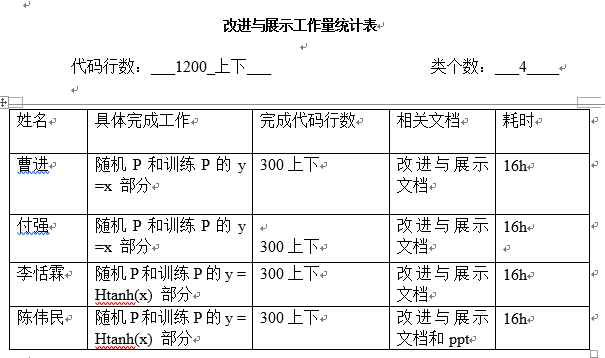 改进与展示工作量统计表
代码行数：___1200_上下___ 类个数：___4____
姓名 具体完成工作 完成代码行数 相关文档 耗时
曹进 随机 P 和训练 P 的 y 300 上下 改进与展示 16h
=x 部分 文档
付强 随机 P 和训练 P 的 y 改进与展示 16h
=x 部分 300 上下 文档
李恬霖 随机 P 和训练 P 的 y = 300 上下 改进与展示 16h
Htanh(x) 部分 文档
陈伟民 随机 P 和训练 P 的 y = 300 上下 改进与展示 16h
Htanh(x) 部分 文档和 ppt